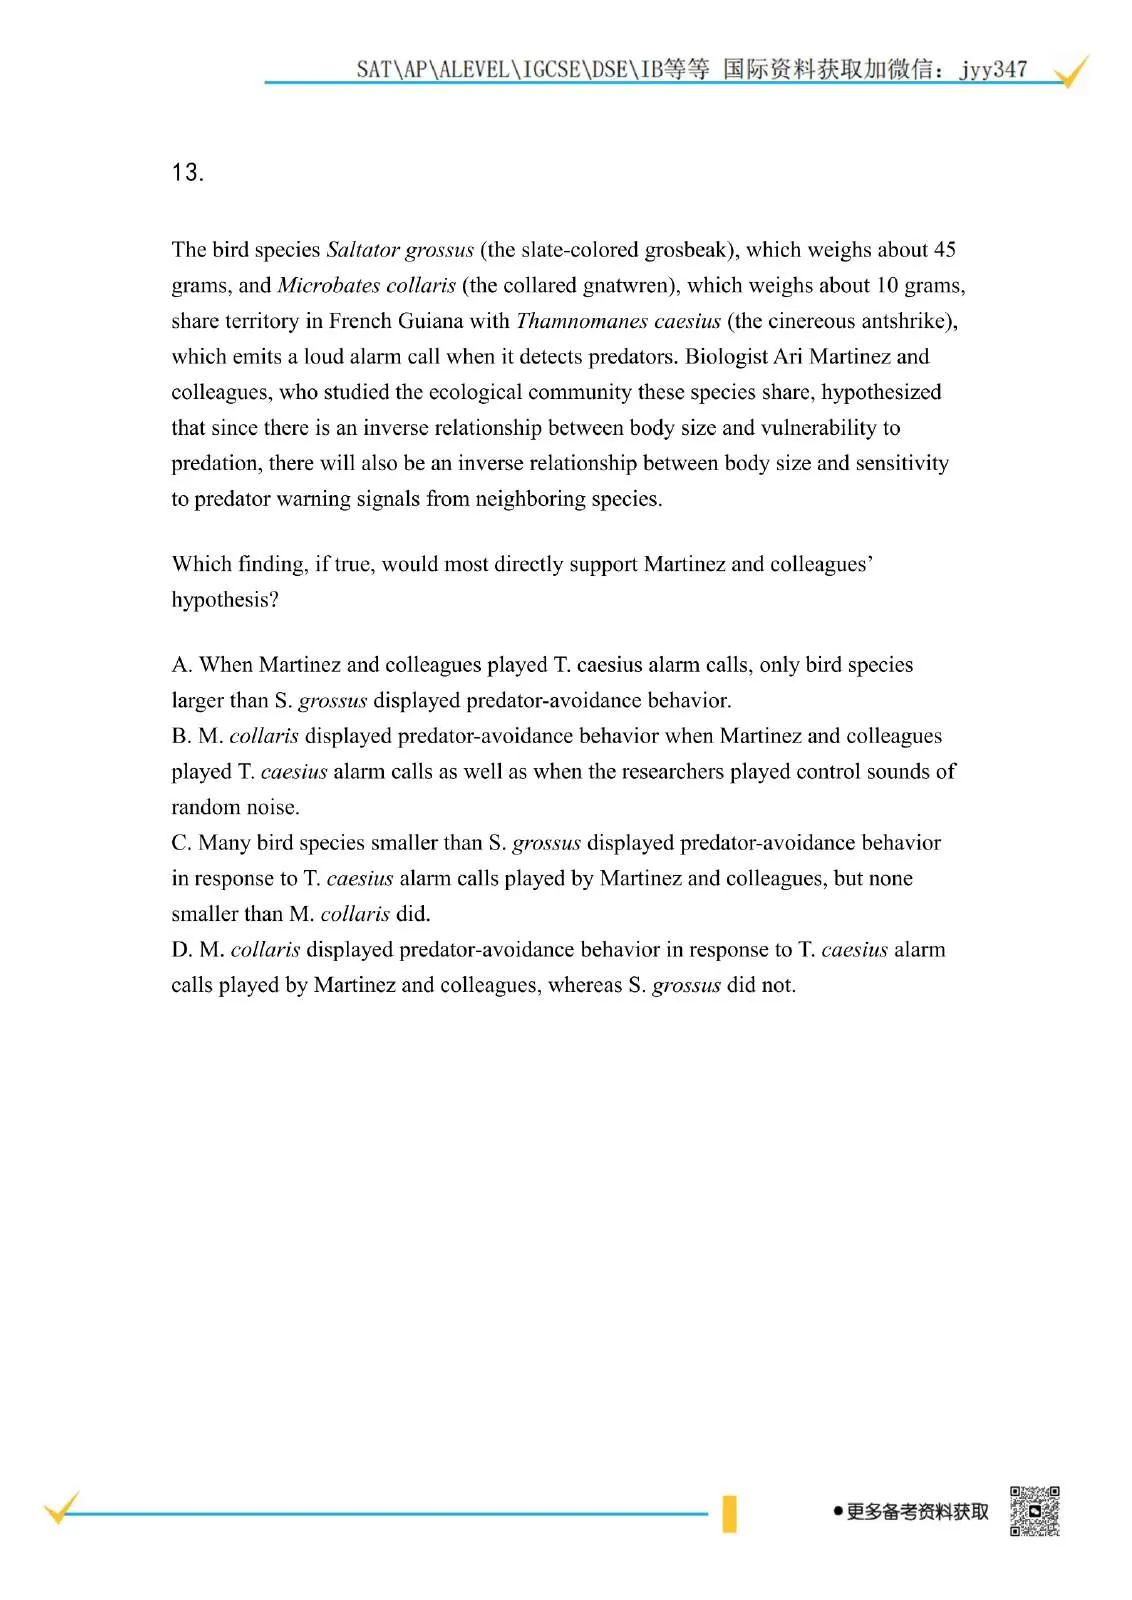 SAT\AP\ALEVEL\IGCSE\DSE\IB等等 国际资料获取加微信：jyy347
13.
The bird species Saltator grossus (the slate-colored grosbeak), which weighs about 45
grams, and Microbates collaris (the collared gnatwren), which weighs about 10 grams,
share territory in French Guiana with Thamnomanes caesius (the cinereous antshrike),
which emits a loud alarm call when it detects predators. Biologist Ari Martinez and
colleagues, who studied the ecological community these species share, hypothesized
that since there is an inverse relationship between body size and vulnerability to
predation, there will also be an inverse relationship between body size and sensitivity
to predator warning signals from neighboring species.
Which finding, if true, would most directly support Martinez and colleagues’
hypothesis?
A. When Martinez and colleagues played T. caesius alarm calls, only bird species
larger than S. grossus displayed predator-avoidance behavior.
B. M. collaris displayed predator-avoidance behavior when Martinez and colleagues
played T. caesius alarm calls as well as when the researchers played control sounds of
random noise.
C. Many bird species smaller than S. grossus displayed predator-avoidance behavior
in response to T. caesius alarm calls played by Martinez and colleagues, but none
smaller than M. collaris did.
D. M. collaris displayed predator-avoidance behavior in response to T. caesius alarm
calls played by Martinez and colleagues, whereas S. grossus did not.
●更多备考资料获取